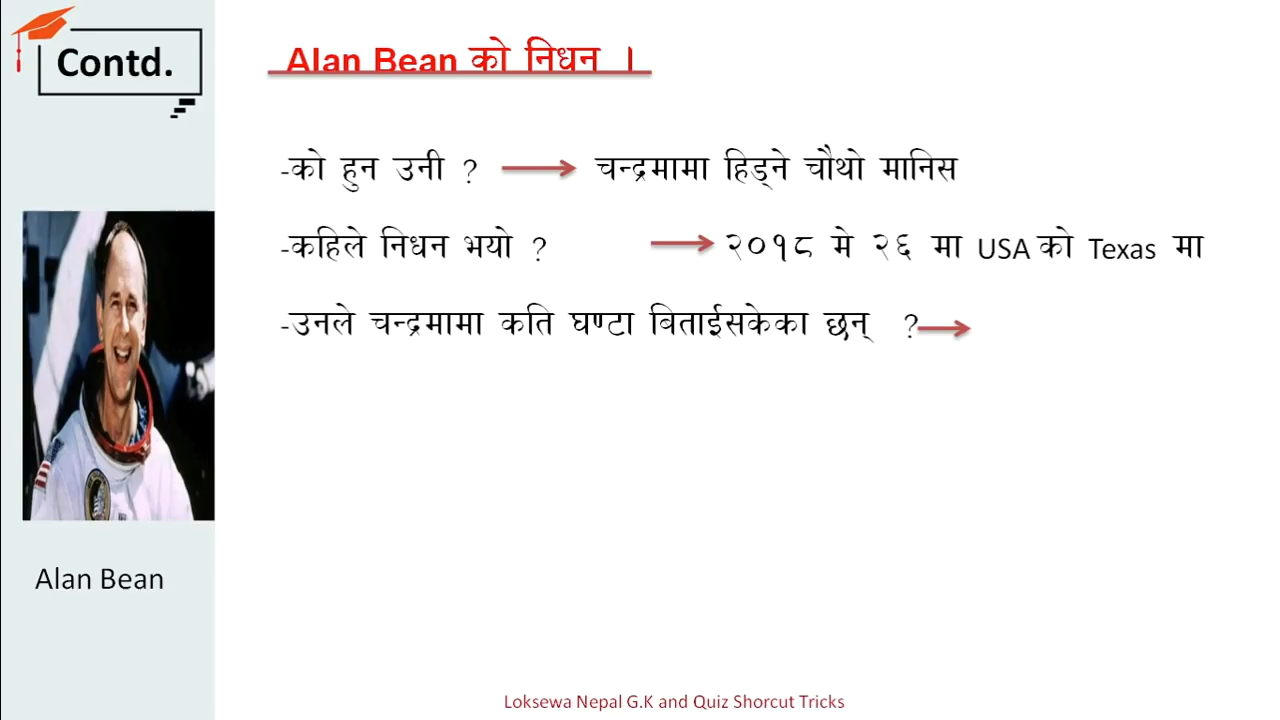 Contd.
Alan Bean को निधन ।
-को हुन उनी ? चन्द्रमामा हिड्ने चौथो मानिस
-कहिले निधन भयो ? २०१८ मे २६ मा USA को Texas मा
-उनले चन्द्रमामा कति घण्टा बिताईसकेका छन् ?
Alan Bean
Loksewa Nepal G.K and Quiz Shorcut Tricks